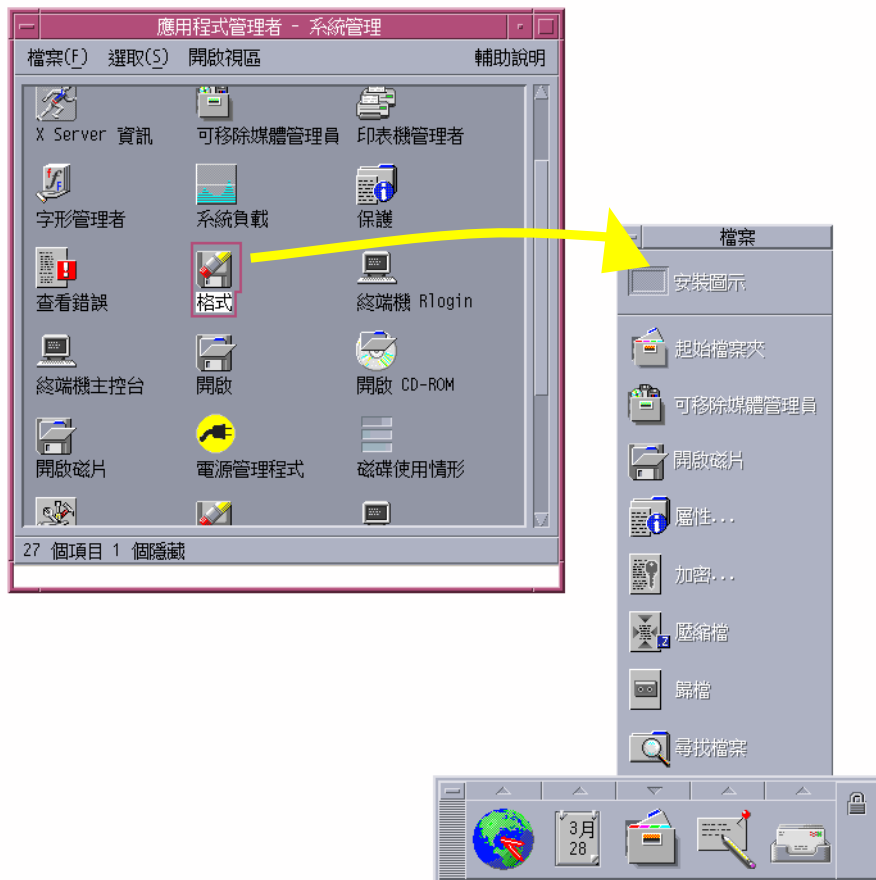 應用程式管理者 - 系統管理
檔案(F) 選取(S) 開啟視區 輔助說明
X Server 資訊 可移除媒體管理員 印表機管理者
字形管理者 系統負載 保護
查看錯誤 格式 終端機 Rlogin
終端機主控台 開啟 開啟 CD-ROM
開啟磁片 電源管理程式 磁碟使用情形
27 個項目 1 個隱藏
檔案
安裝圖示
起始檔案夾
可移除媒體管理員
開啟磁片
屬性...
加密...
壓縮檔
歸檔
尋找檔案
3月
28